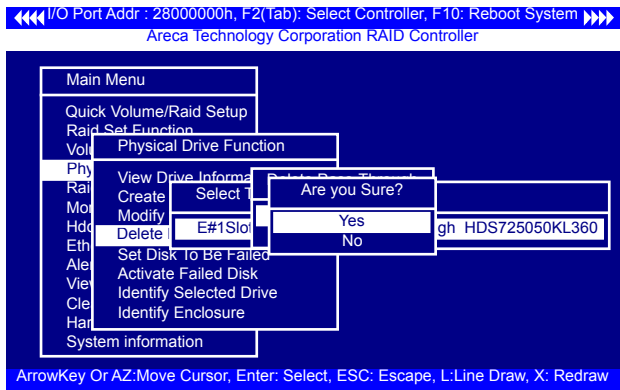 I/O Port Addr : 28000000h, F2(Tab): Select Controller, F10: Reboot System
Areca Technology Corporation RAID Controller
Main Menu
Quick Volume/Raid Setup
Raid Set Function
Physical Drive Function
View Drive Informa
Delete Pass-Through
Create
Select T
Are you Sure?
Modify
Delete
E#1Slot
Yes
gh HDS725050KL360
No
Set Disk To Be Failed
Activate Failed Disk
Identify Selected Drive
Identify Enclosure
System information
ArrowKey Or AZ:Move Cursor, Enter: Select, ESC: Escape, L:Line Draw, X: Redraw